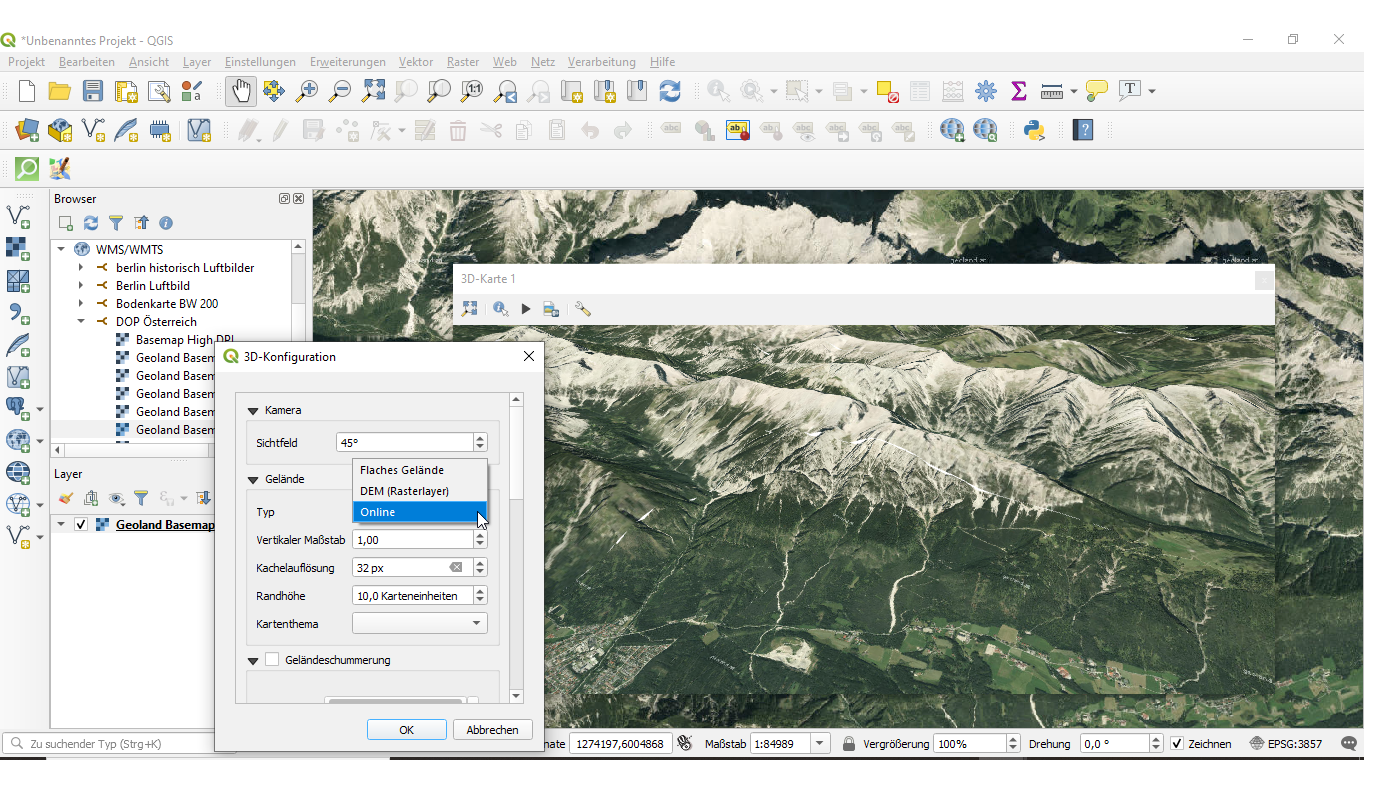 *Unbenanntes Projekt - QGIS
Projekt Bearbeiten Ansicht Layer Einstellungen Erweiterungen Vektor Raster Web Netz Verarbeitung Hilfe
Browser
WMS/WMTS
berlin historisch Luftbilder
Berlin Luftbild
Bodenkarte BW 200
DOP Österreich
Basemap High DPI
Geoland Basem
Geoland Basem
Geoland Basem
Geoland Basem
Geoland Basem
Layer
Geoland Basemap
3D-Karte 1
3D-Konfiguration
Kamera
Sichtfeld 45°
Gelände
Flaches Gelände
DEM (Rasterlayer)
Typ Online
Vertikaler Maßstab 1,00
Kachelauflösung 32 px
Randhöhe 10,0 Karteneinheiten
Kartenthema
Geländeschummerung
OK Abbrechen
Zu suchender Typ (Strg+K) nate 1274197,6004868 Maßstab 1:84989 Vergrößerung 100% Drehung 0,0 ° Zeichnen EPSG:3857